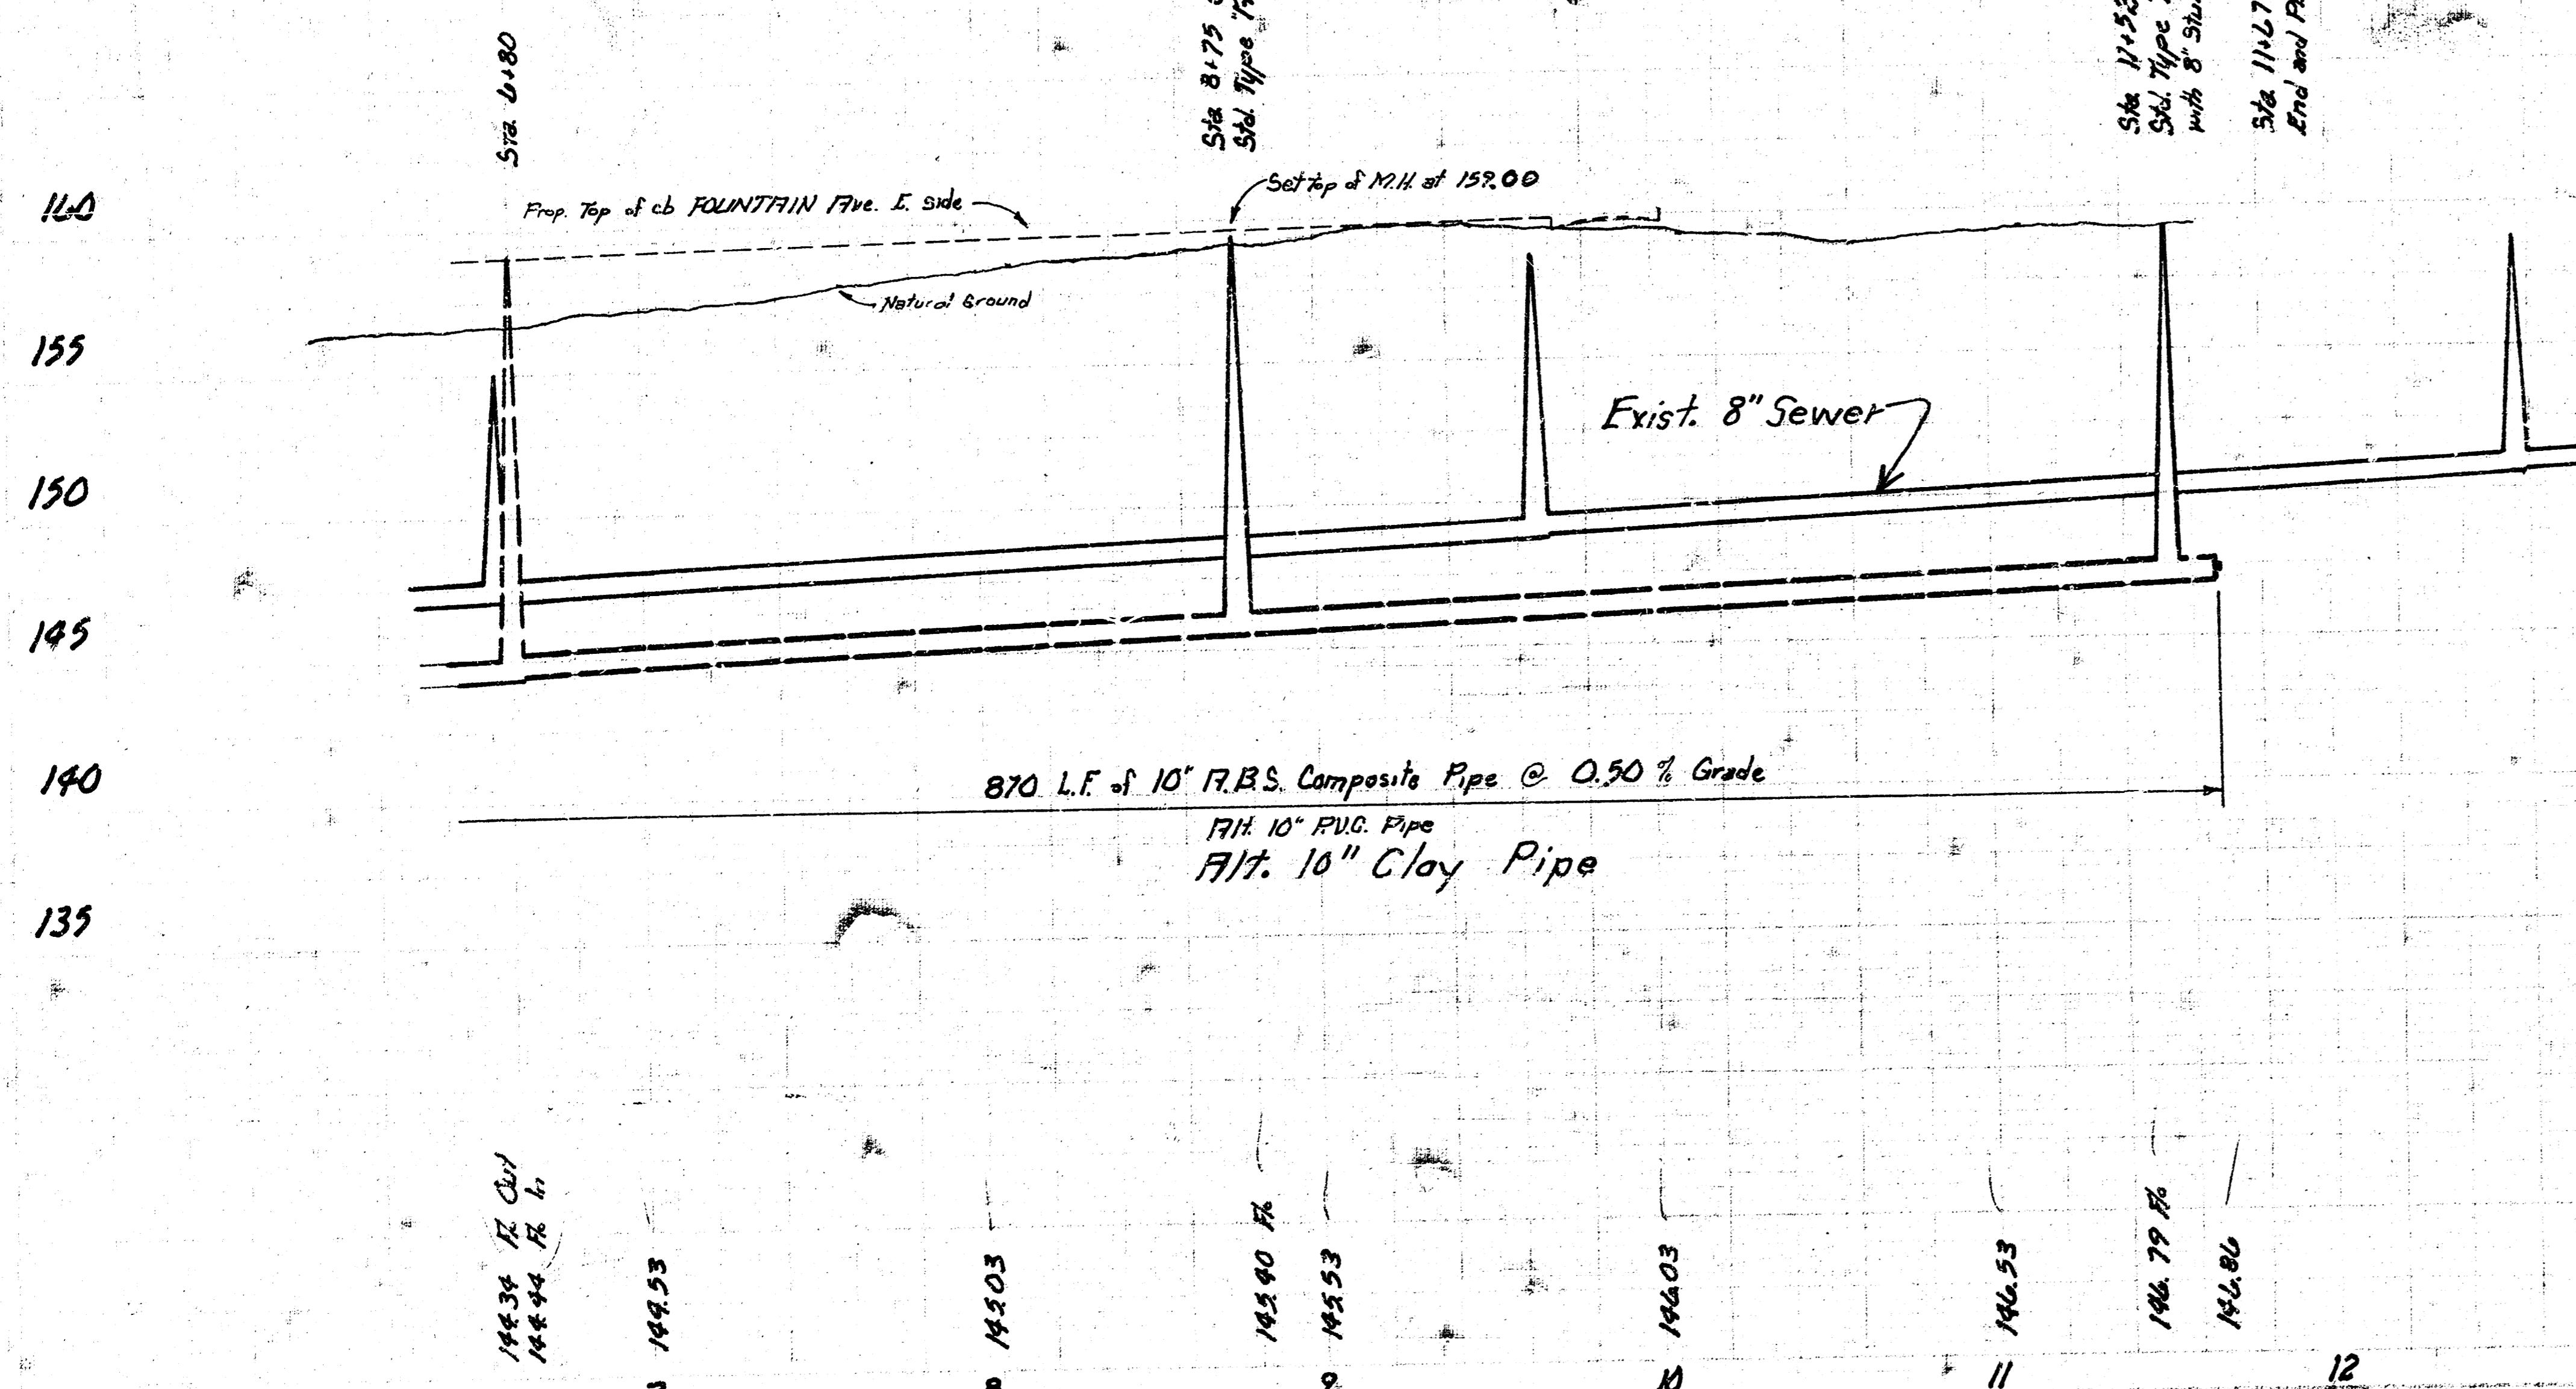 Sta. 6+80
Sta 8+75
Std. Type
Sta 11+52
Std. Type
with 8" Stu
Sta 11+67
End and
160
155
150
145
140
135
Prop. Top of cb FOUNTAIN Ave. E. side
Set top of M.H. at 159.00
Natural Ground
Exist. 8" Sewer
870 L.F. of 10" A.B.S. Composite Pipe @ 0.50 % Grade
Alt. 10" P.V.C. Pipe
Alt. 10" Clay Pipe
144.34 FL Out
144.44 FL In
144.53
145.03
145.40 FL
145.53
146.03
146.53
146.79 FL
146.86
9
10
11
12